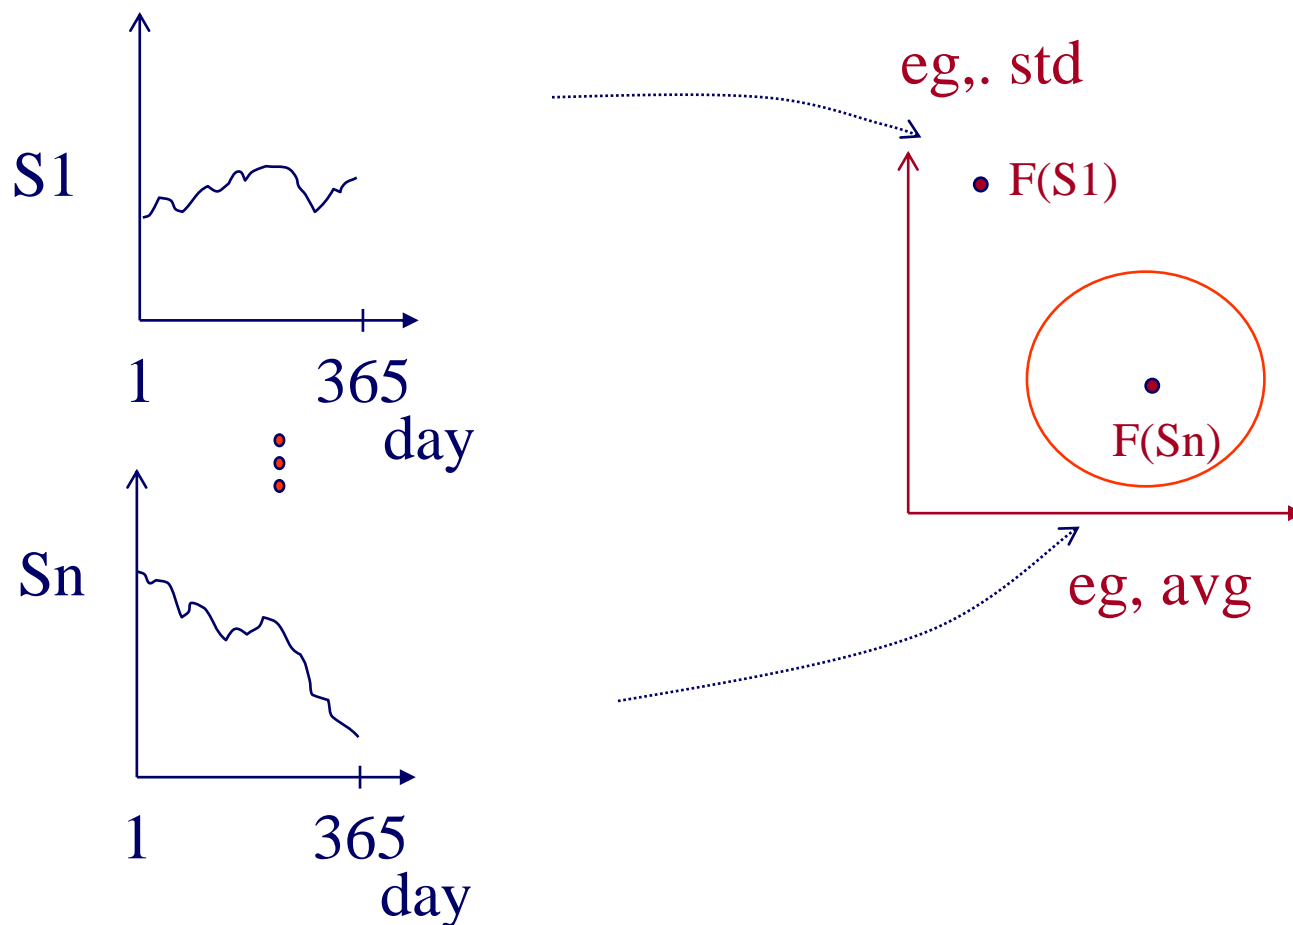 S1
1 365
day
Sn
1 365
day
eg,. std
F(S1)
F(Sn)
eg, avg